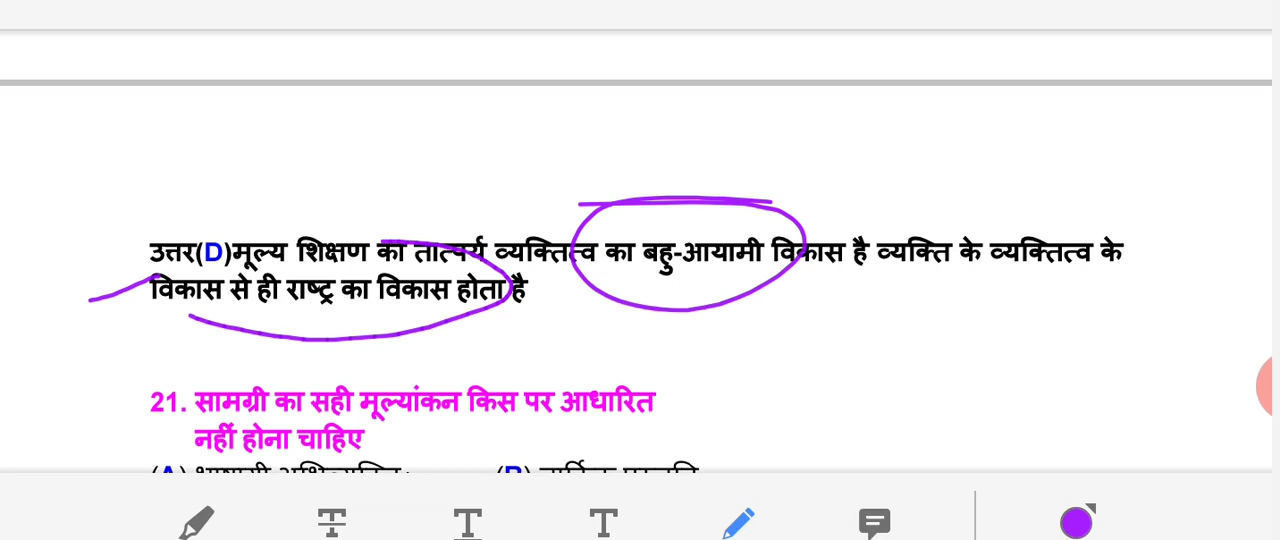 उत्तर(D)मूल्य शिक्षण का तात्पर्य व्यक्तित्व का बहु-आयामी विकास है व्यक्ति के व्यक्तित्व के
विकास से ही राष्ट्र का विकास होता है
21. सामग्री का सही मूल्यांकन किस पर आधारित
नहीं होना चाहिए
(A) (B)